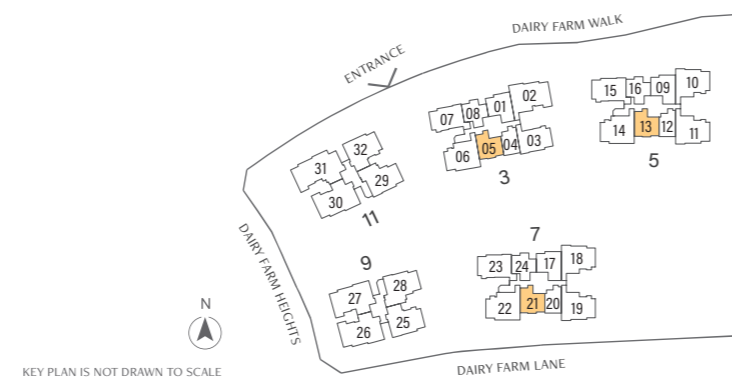 DAIRY FARM WALK
ENTRANCE
15 16 09 10
14 13 12 11
5
07 08 01 02
06 05 04 03
3
31 32
30 29
11
9
27 28
26 25
7
23 24 17 18
22 21 20 19
DAIRY FARM HEIGHTS
N
DAIRY FARM LANE
KEY PLAN IS NOT DRAWN TO SCALE